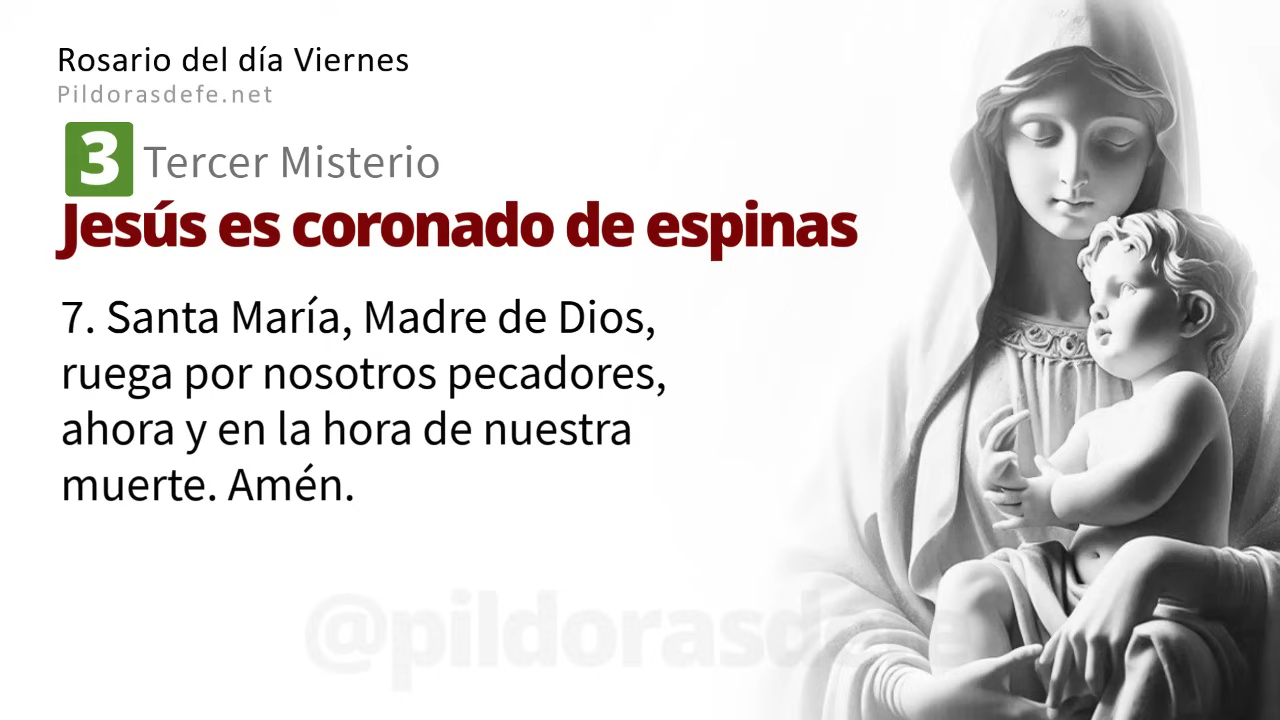 Rosario del día Viernes
Pildorasdefe.net
3 Tercer Misterio
Jesús es coronado de espinas
7. Santa María, Madre de Dios,
ruega por nosotros pecadores,
ahora y en la hora de nuestra
muerte. Amén.
@pildorasdefe